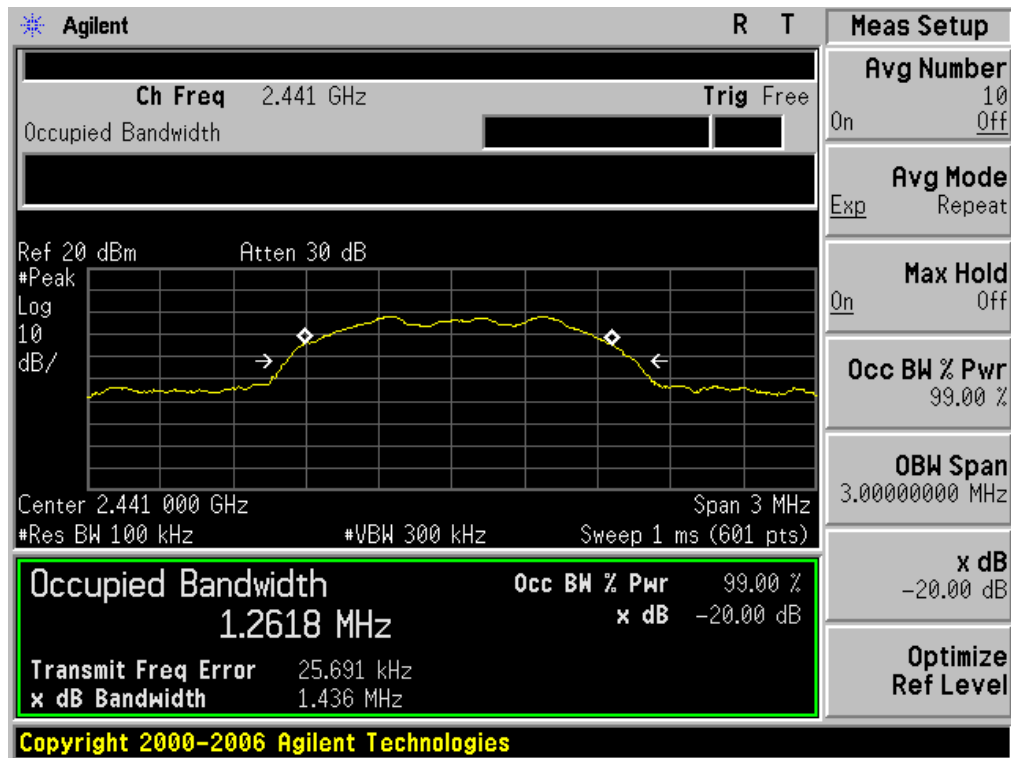 Agilent R T
Ch Freq 2.441 GHz Trig Free
Occupied Bandwidth
Ref 20 dBm Atten 30 dB
#Peak
Log
10
dB/
Center 2.441 000 GHz Span 3 MHz
#Res BW 100 kHz #VBW 300 kHz Sweep 1 ms (601 pts)
Occupied Bandwidth Occ BW % Pwr 99.00 %
1.2618 MHz x dB -20.00 dB
Transmit Freq Error 25.691 kHz
x dB Bandwidth 1.436 MHz
Copyright 2000-2006 Agilent Technologies
Meas Setup
Avg Number
10
On Off
Avg Mode
Exp Repeat
Max Hold
On Off
Occ BW % Pwr
99.00 %
OBW Span
3.00000000 MHz
x dB
-20.00 dB
Optimize
Ref Level